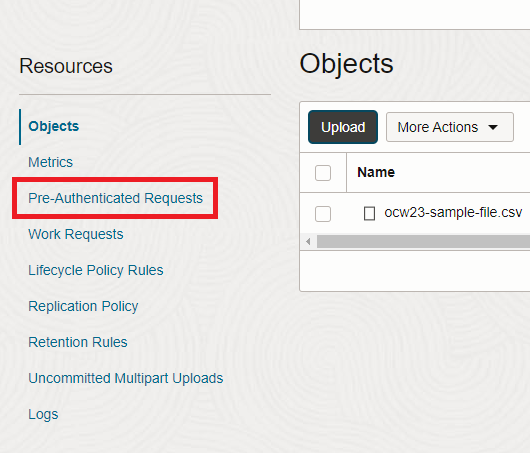 Resources
Objects
Metrics
Pre-Authenticated Requests
Work Requests
Lifecycle Policy Rules
Replication Policy
Retention Rules
Uncommitted Multipart Uploads
Logs
Objects
Upload
More Actions
Name
ocw23-sample-file.csv